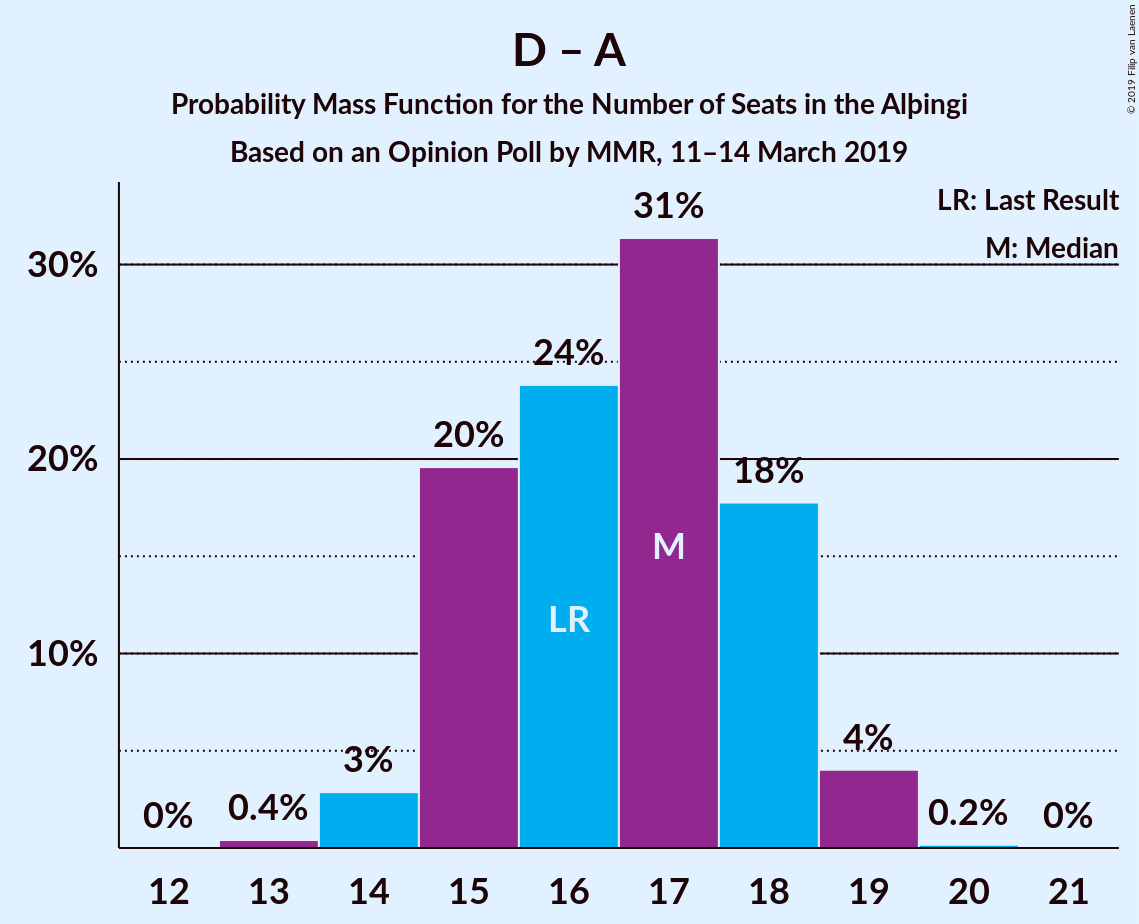 D – A
Probability Mass Function for the Number of Seats in the Alþingi
Based on an Opinion Poll by MMR, 11–14 March 2019
© 2019 Filip van Laenen
LR: Last Result
M: Median
30%
20%
10%
0%
0.4%
3%
20%
24%
31%
18%
4%
0.2%
0%
LR
M
12
13
14
15
16
17
18
19
20
21